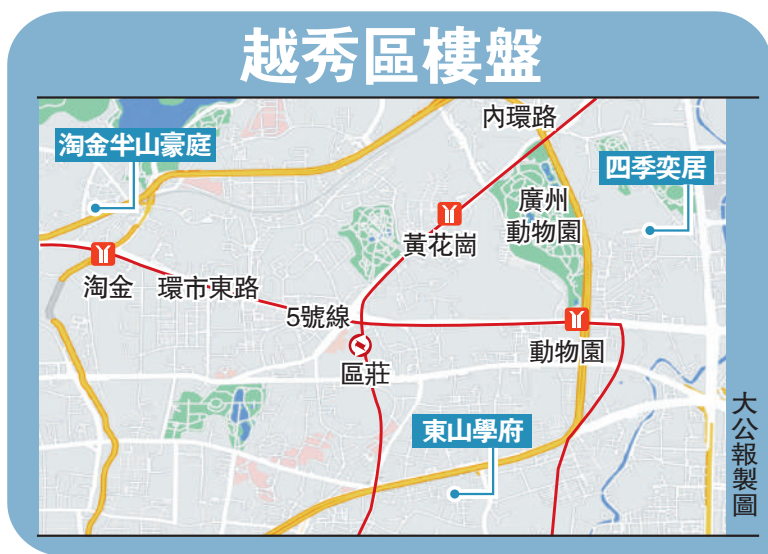 越秀區樓盤
內環路
淘金半山豪庭
四季奕居
廣州
動物園
黃花崗
淘金
環市東路
5號線
動物園
區莊
東山學府
大公報製圖